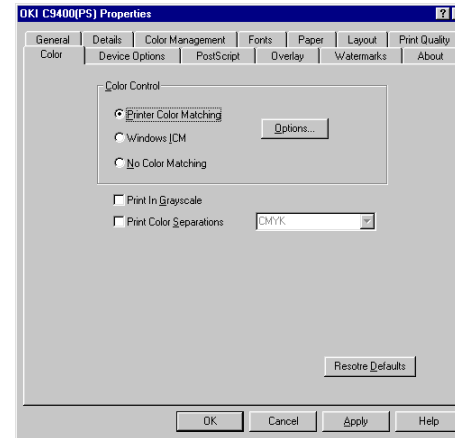 OKI C9400(PS) Properties
General Details Color Management Fonts Paper Layout Print Quality
Color Device Options PostScript Overlay Watermarks About
Color Control
Printer Color Matching
Options...
Windows ICM
No Color Matching
Print In Grayscale
Print Color Separations CMYK
Resotre Defaults
OK Cancel Apply Help